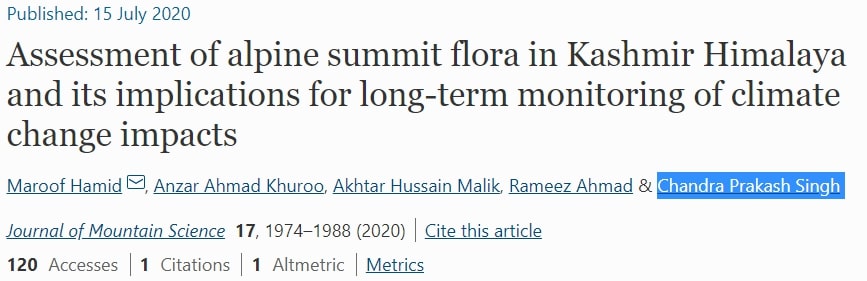 Published: 15 July 2020
Assessment of alpine summit flora in Kashmir Himalaya
and its implications for long-term monitoring of climate
change impacts
Maroof Hamid, Anzar Ahmad Khuroo, Akhtar Hussain Malik, Rameez Ahmad & Chandra Prakash Singh
Journal of Mountain Science 17, 1974–1988 (2020) | Cite this article
120 Accesses | 1 Citations | 1 Altmetric | Metrics